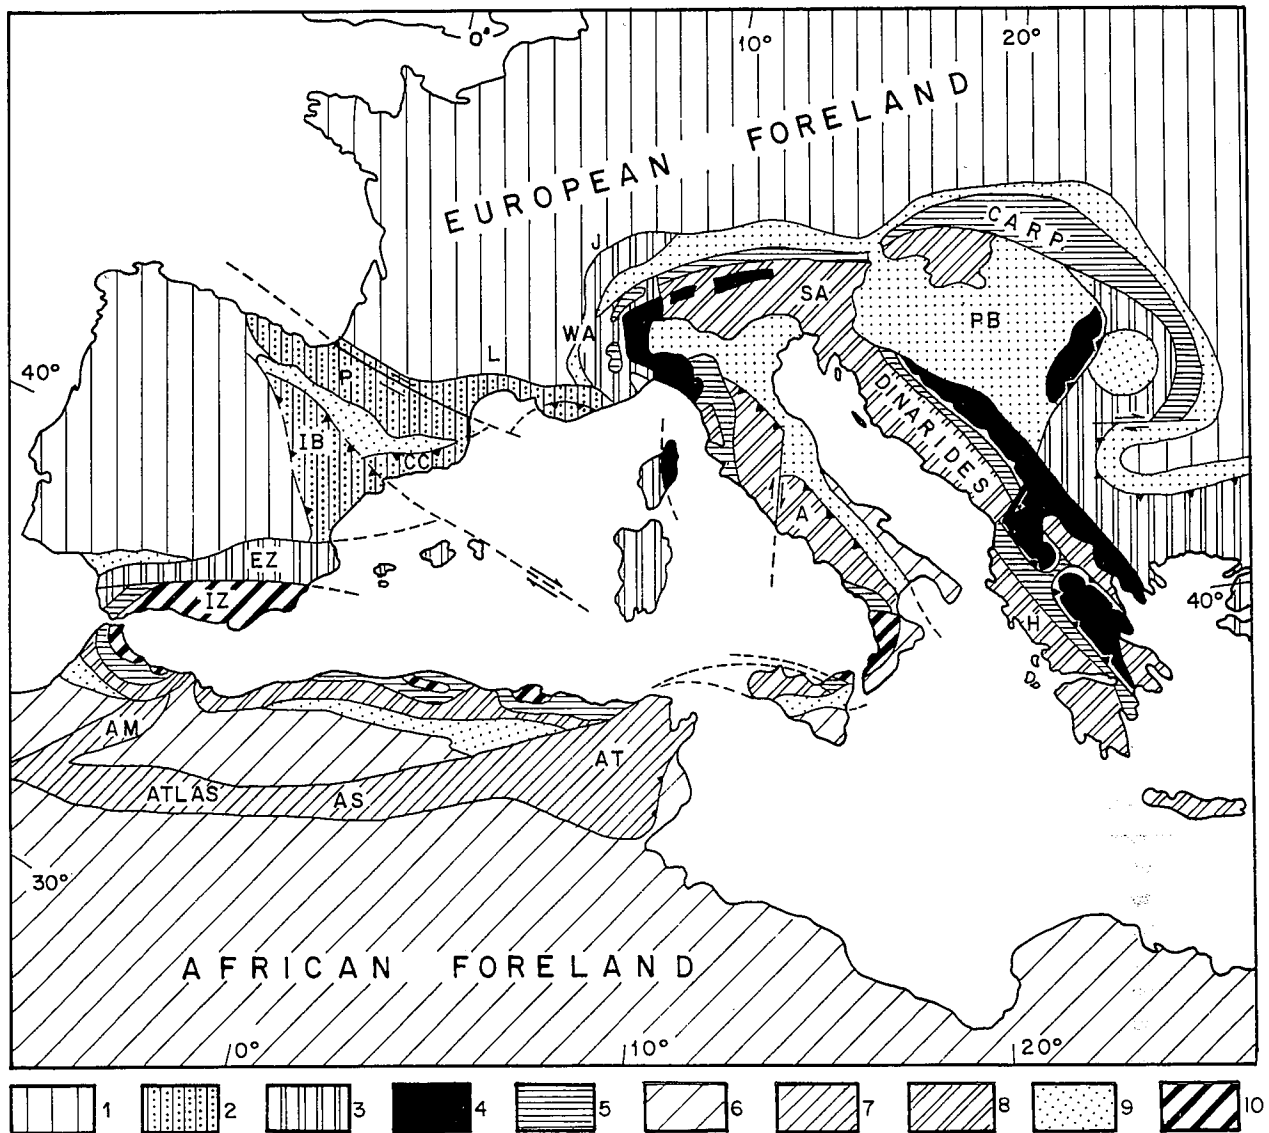 0°
10°
20°
EUROPEAN FORELAND
CARP.
J
SA
PB
WA
L
40°
P
DINARIDES
IB
CC
A
EZ
40°
IZ
H
AM
AT
ATLAS
AS
30°
AFRICAN FORELAND
0°
10°
20°
1
2
3
4
5
6
7
8
9
10